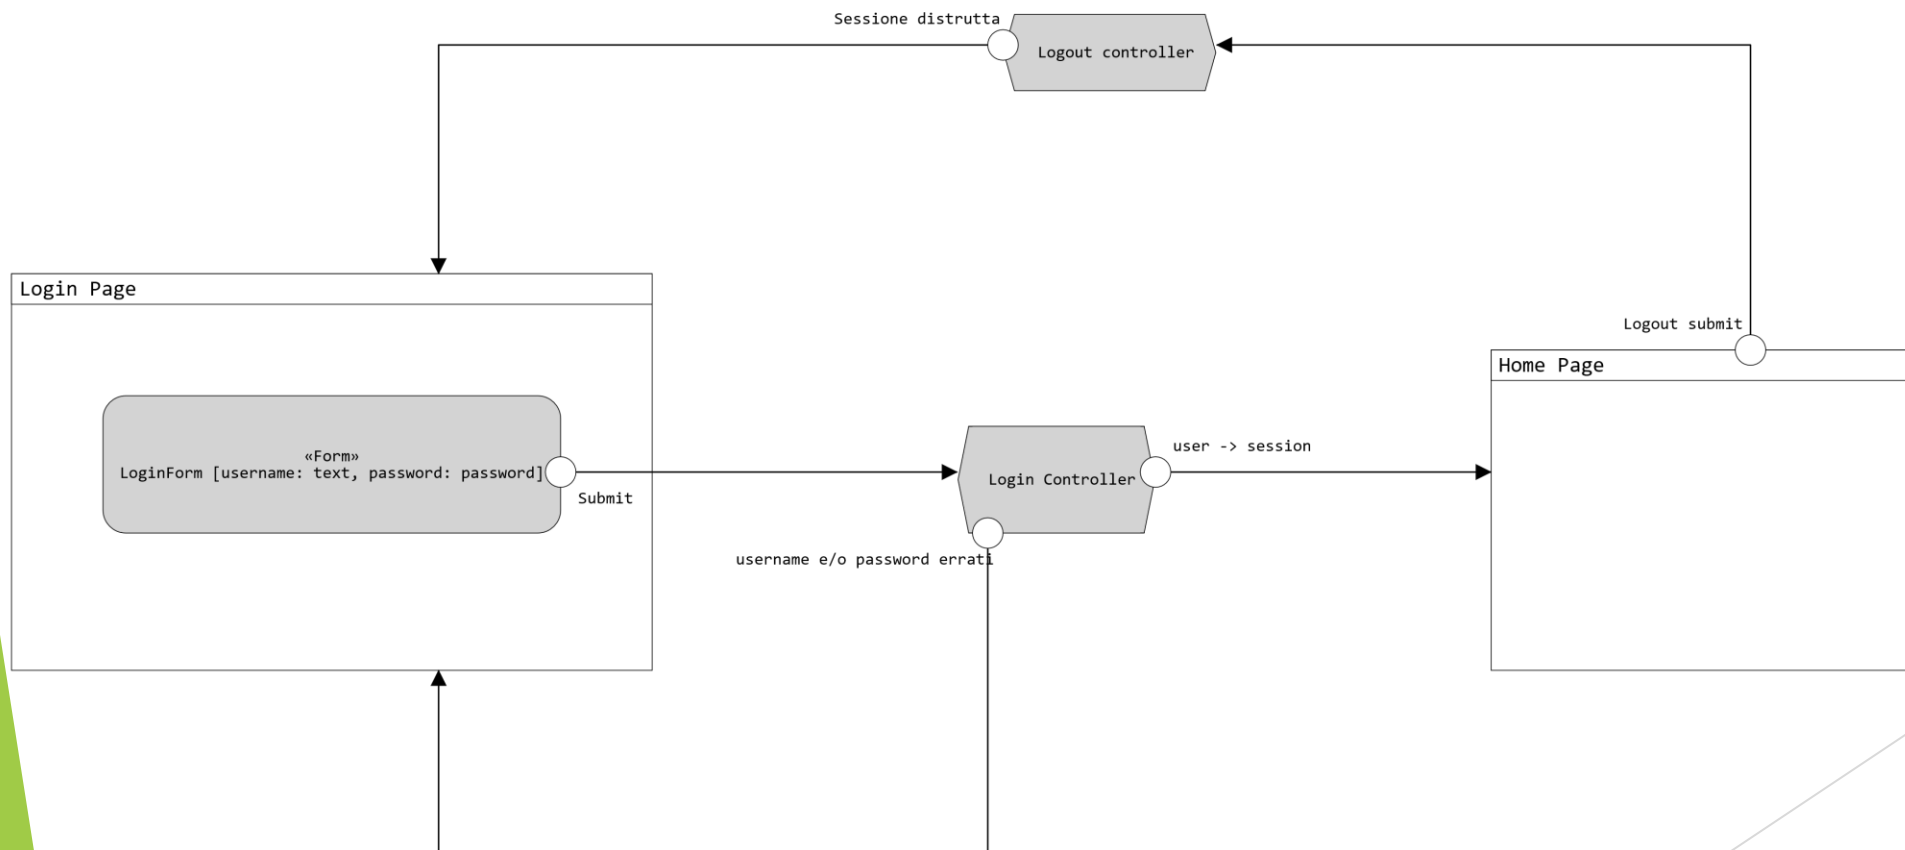 Sessione distrutta
Logout controller
Login Page
Logout submit
Home Page
«Form»
LoginForm [username: text, password: password]
Submit
Login Controller
user -> session
username e/o password errati